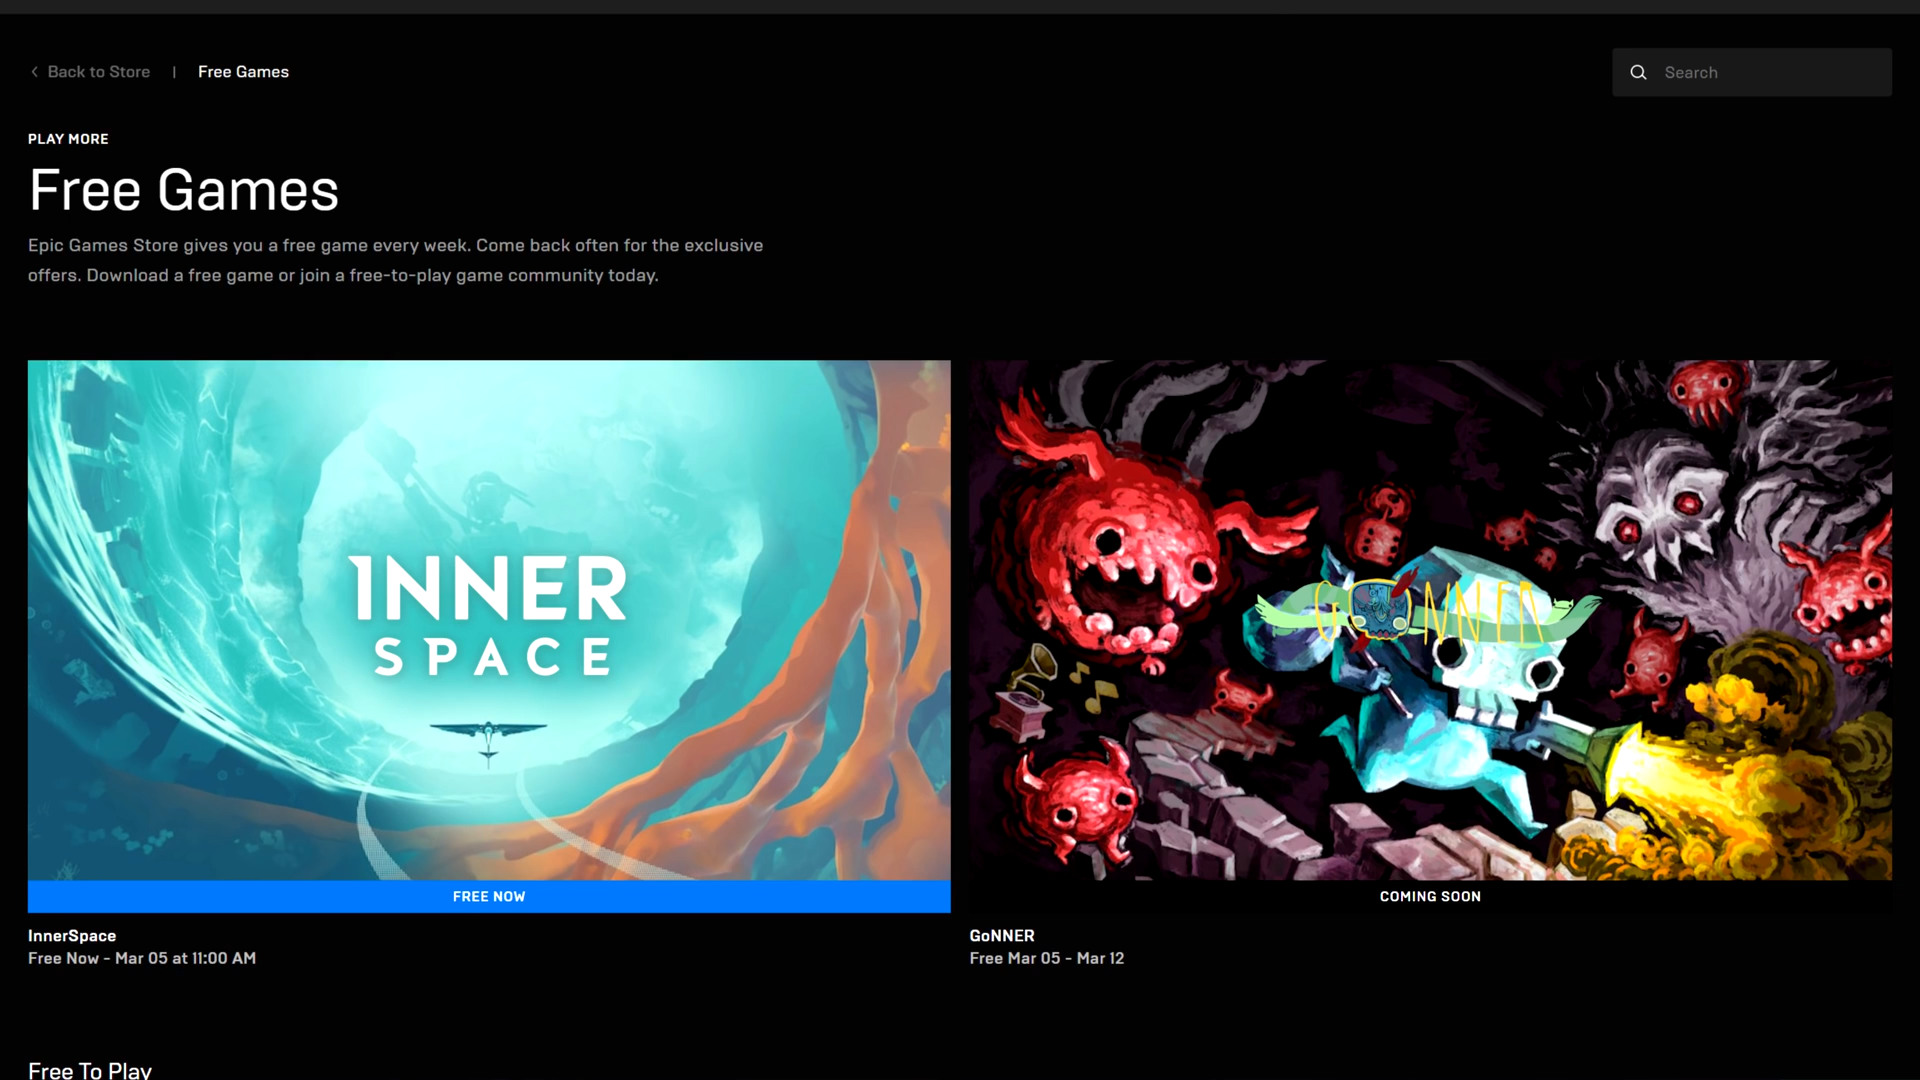 Back to Store | Free Games
Search
PLAY MORE
Free Games
Epic Games Store gives you a free game every week. Come back often for the exclusive
offers. Download a free game or join a free-to-play game community today.
INNER
SPACE
GONNER
FREE NOW
COMING SOON
InnerSpace
Free Now - Mar 05 at 11:00 AM
GoNNER
Free Mar 05 - Mar 12
Free To Play